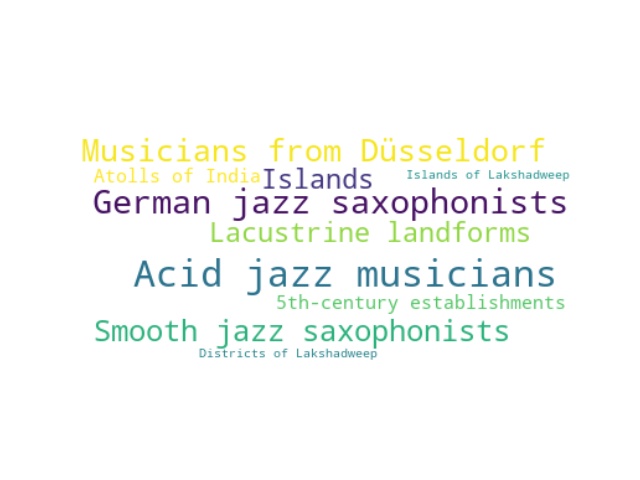 Musicians from Düsseldorf
Atolls of India
Islands
Islands of Lakshadweep
German jazz saxophonists
Lacustrine landforms
Acid jazz musicians
5th-century establishments
Smooth jazz saxophonists
Districts of Lakshadweep